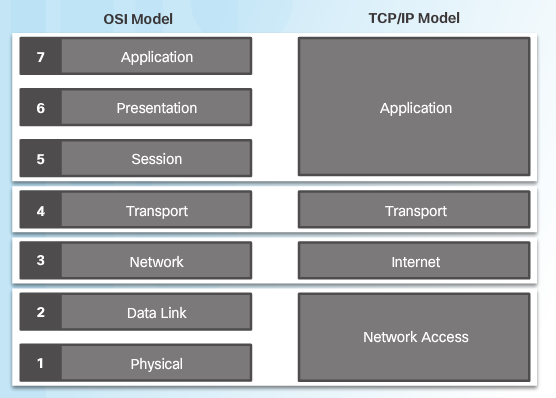 OSI Model
TCP/IP Model
7 Application
6 Presentation
5 Session
Application
4 Transport
Transport
3 Network
Internet
2 Data Link
1 Physical
Network Access